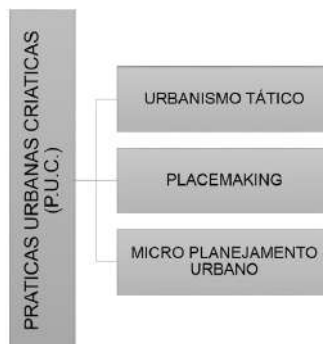 PRATICAS URBANAS CRIATICAS
(P.U.C.)
URBANISMO TÁTICO
PLACEMAKING
MICRO PLANEJAMENTO
URBANO